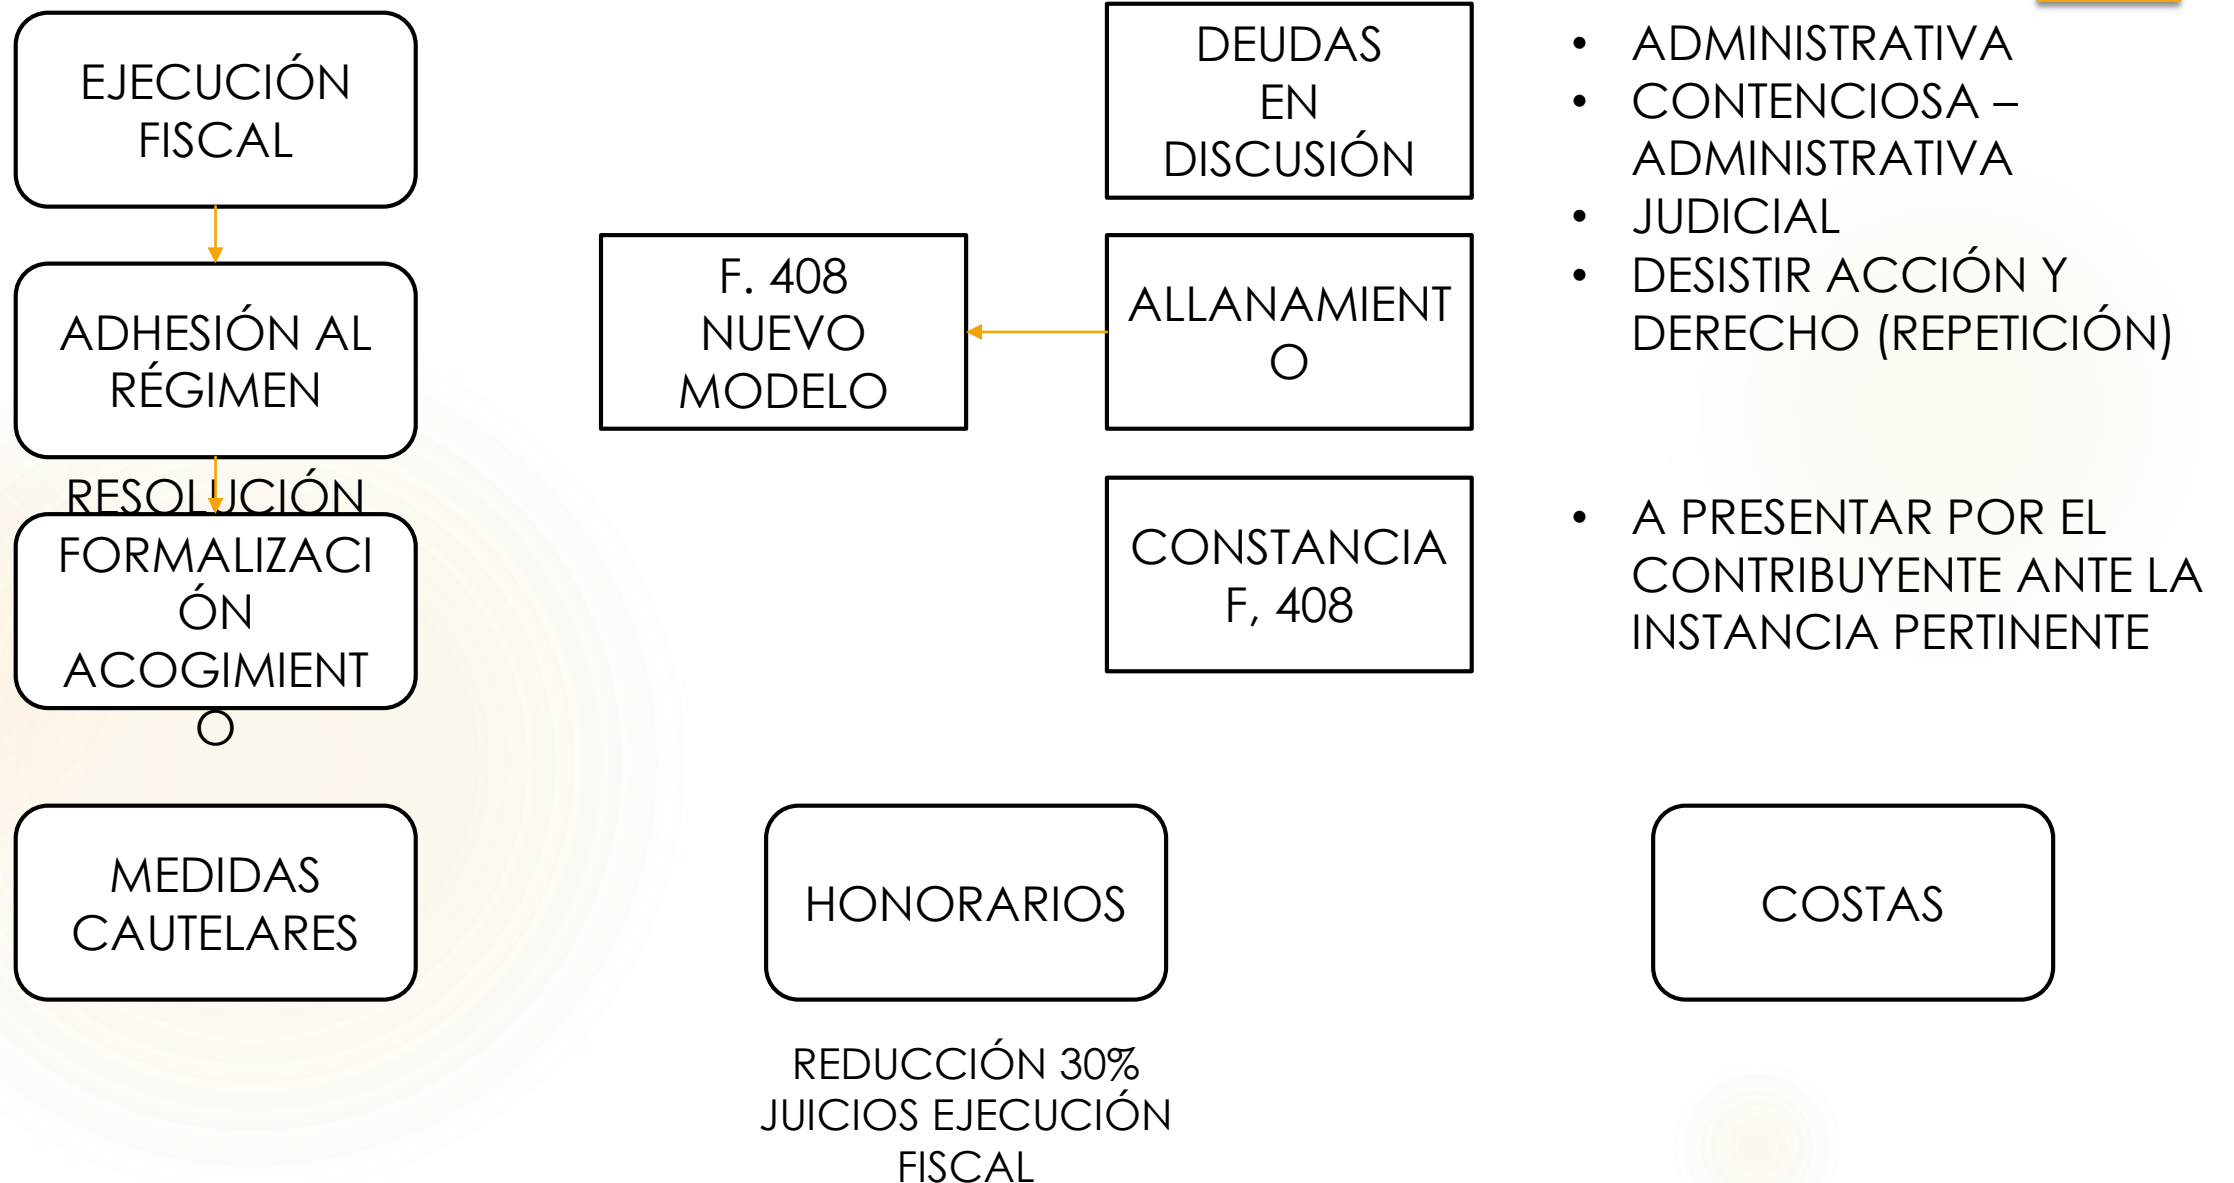 EJECUCIÓN
FISCAL
ADHESIÓN AL
RÉGIMEN
RESOLUCIÓN
FORMALIZACI
ÓN
ACOGIMIENT
O
F. 408
NUEVO
MODELO
DEUDAS
EN
DISCUSIÓN
ALLANAMIENT
O
CONSTANCIA
F, 408
• ADMINISTRATIVA
• CONTENCIOSA –
ADMINISTRATIVA
• JUDICIAL
• DESISTIR ACCIÓN Y
DERECHO (REPETICIÓN)
• A PRESENTAR POR EL
CONTRIBUYENTE ANTE LA
INSTANCIA PERTINENTE
MEDIDAS
CAUTELARES
HONORARIOS
REDUCCIÓN 30%
JUICIOS EJECUCIÓN
FISCAL
COSTAS